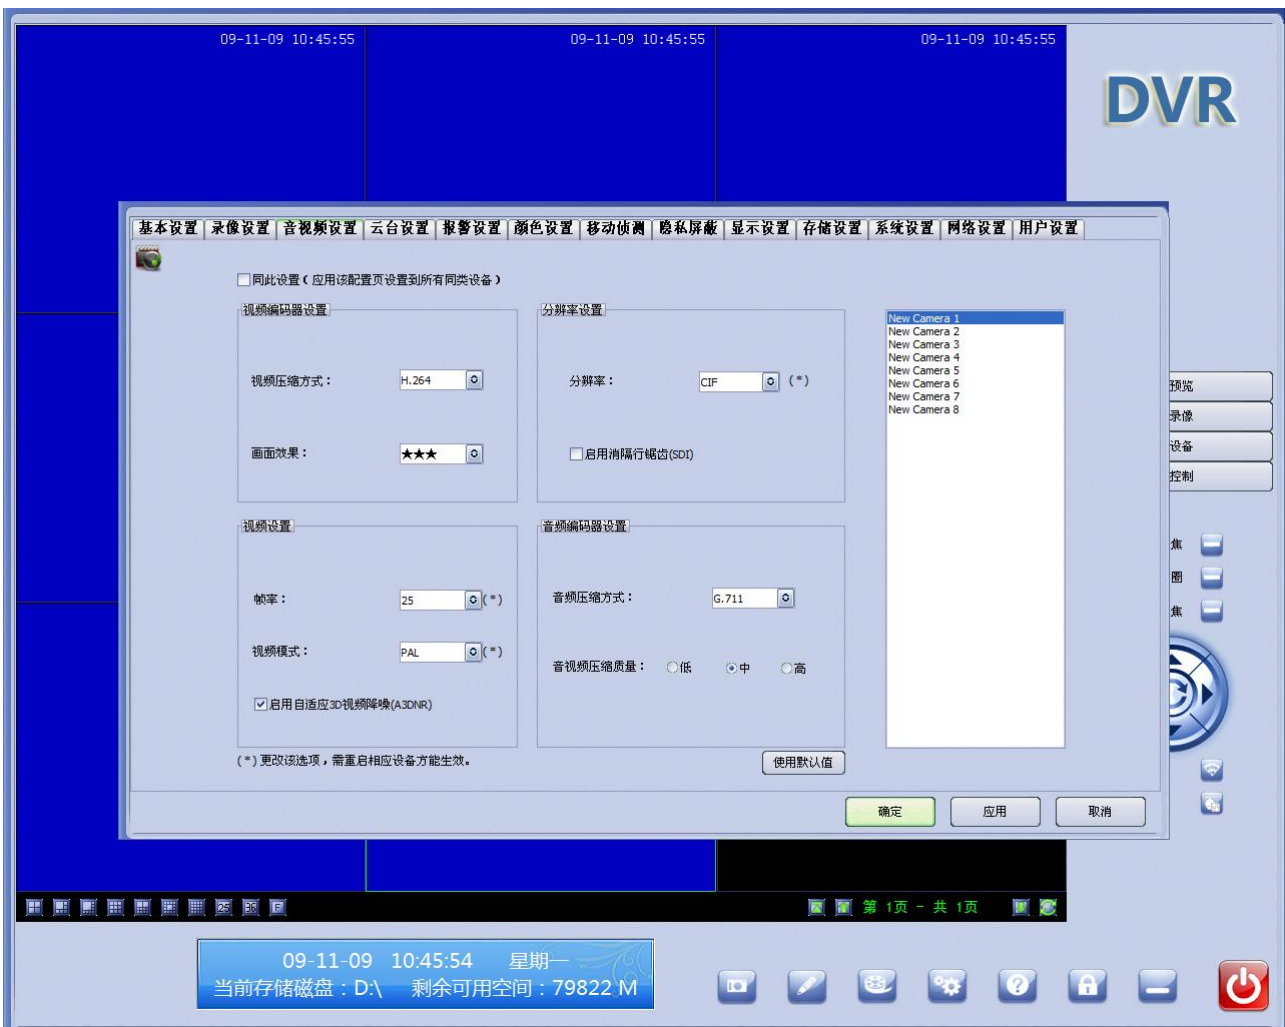 09-11-09 10:45:55
09-11-09 10:45:55
09-11-09 10:45:55
DVR
基本设置 录像设置 音视频设置 云台设置 报警设置 颜色设置 移动侦测 隐私屏蔽 显示设置 存储设置 系统设置 网络设置 用户设置
同此设置(应用该配置页设置到所有同类设备)
视频编码器设置
视频压缩方式: H.264
画面效果: ★★★
分辨率设置
分辨率: CIF (*)
启用消隔行锯齿(SDI)
视频设置
帧率: 25 (*)
视频模式: PAL (*)
启用自适应3D视频降噪(A3DNR)
音频编码器设置
音频压缩方式: G.711
音视频压缩质量: 低 中 高
(*)更改该选项,需重启相应设备方能生效。
使用默认值
New Camera 1
New Camera 2
New Camera 3
New Camera 4
New Camera 5
New Camera 6
New Camera 7
New Camera 8
确定 应用 取消
预览
录像
设备
控制
焦
圈
焦
25 36 F
第 1页 - 共 1页
09-11-09 10:45:54 星期一
当前存储磁盘:D:\ 剩余可用空间:79822 M